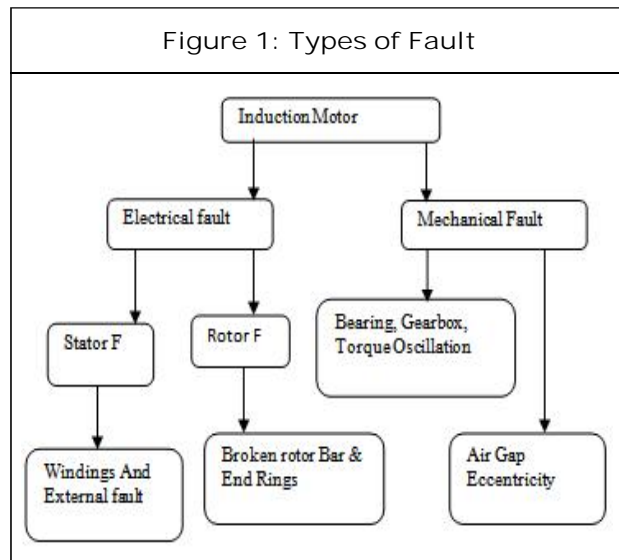 Figure 1: Types of Fault
Induction Motor
Electrical fault
Mechanical Fault
Stator F
Rotor F
Bearing, Gearbox,
Torque Oscillation
Windings And
External fault
Broken rotor Bar &
End Rings
Air Gap
Eccentricity